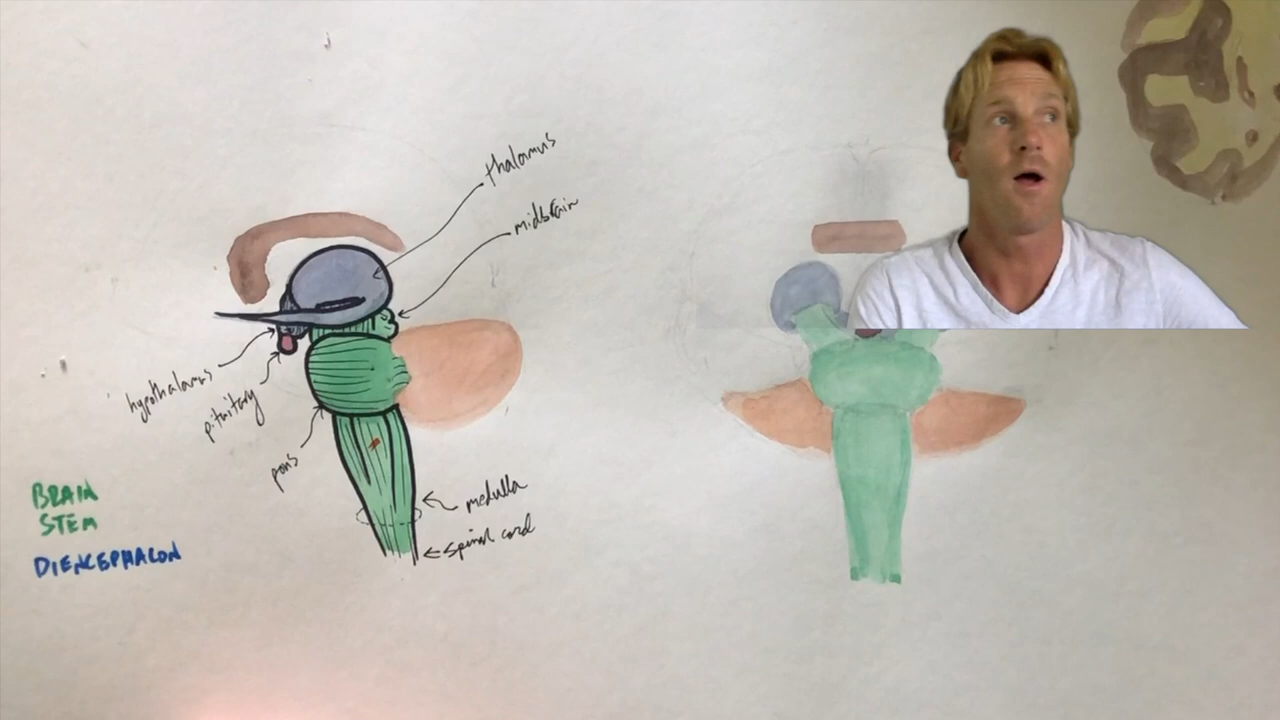 thalamus
midbrain
hypothalamus
pituitary
pons
medulla
spinal cord
BRAIN
STEM
DIENCEPHALON